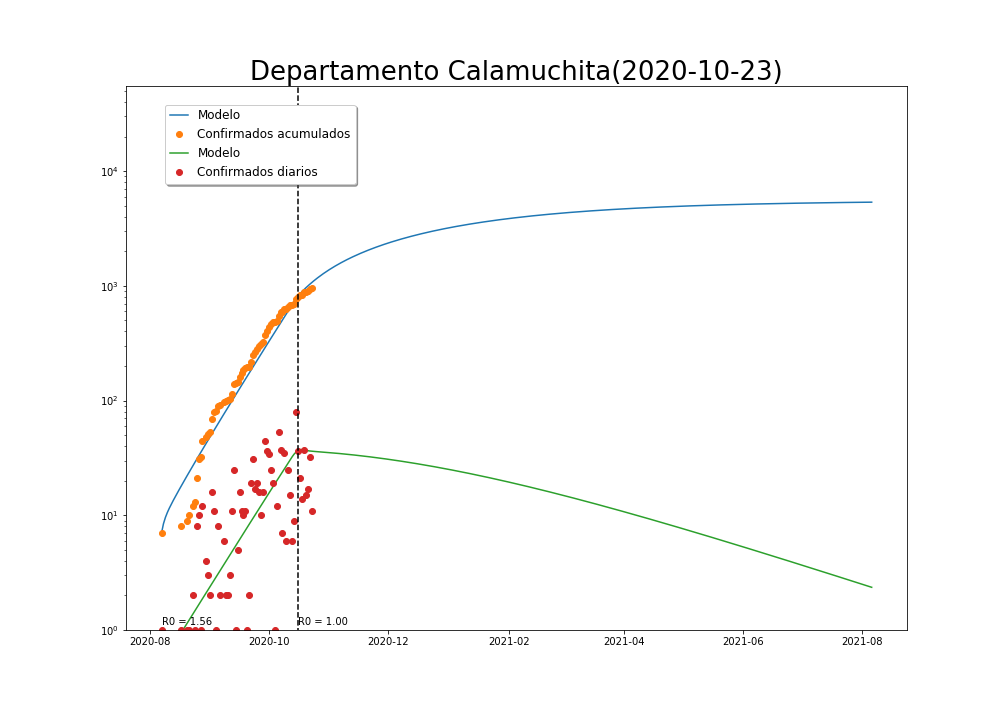 Departamento Calamuchita(2020-10-23)
Modelo
Confirmados acumulados
Modelo
Confirmados diarios
10⁴
10³
10²
10¹
10⁰
R0 = 1.56
R0 = 1.00
2020-08
2020-10
2020-12
2021-02
2021-04
2021-06
2021-08